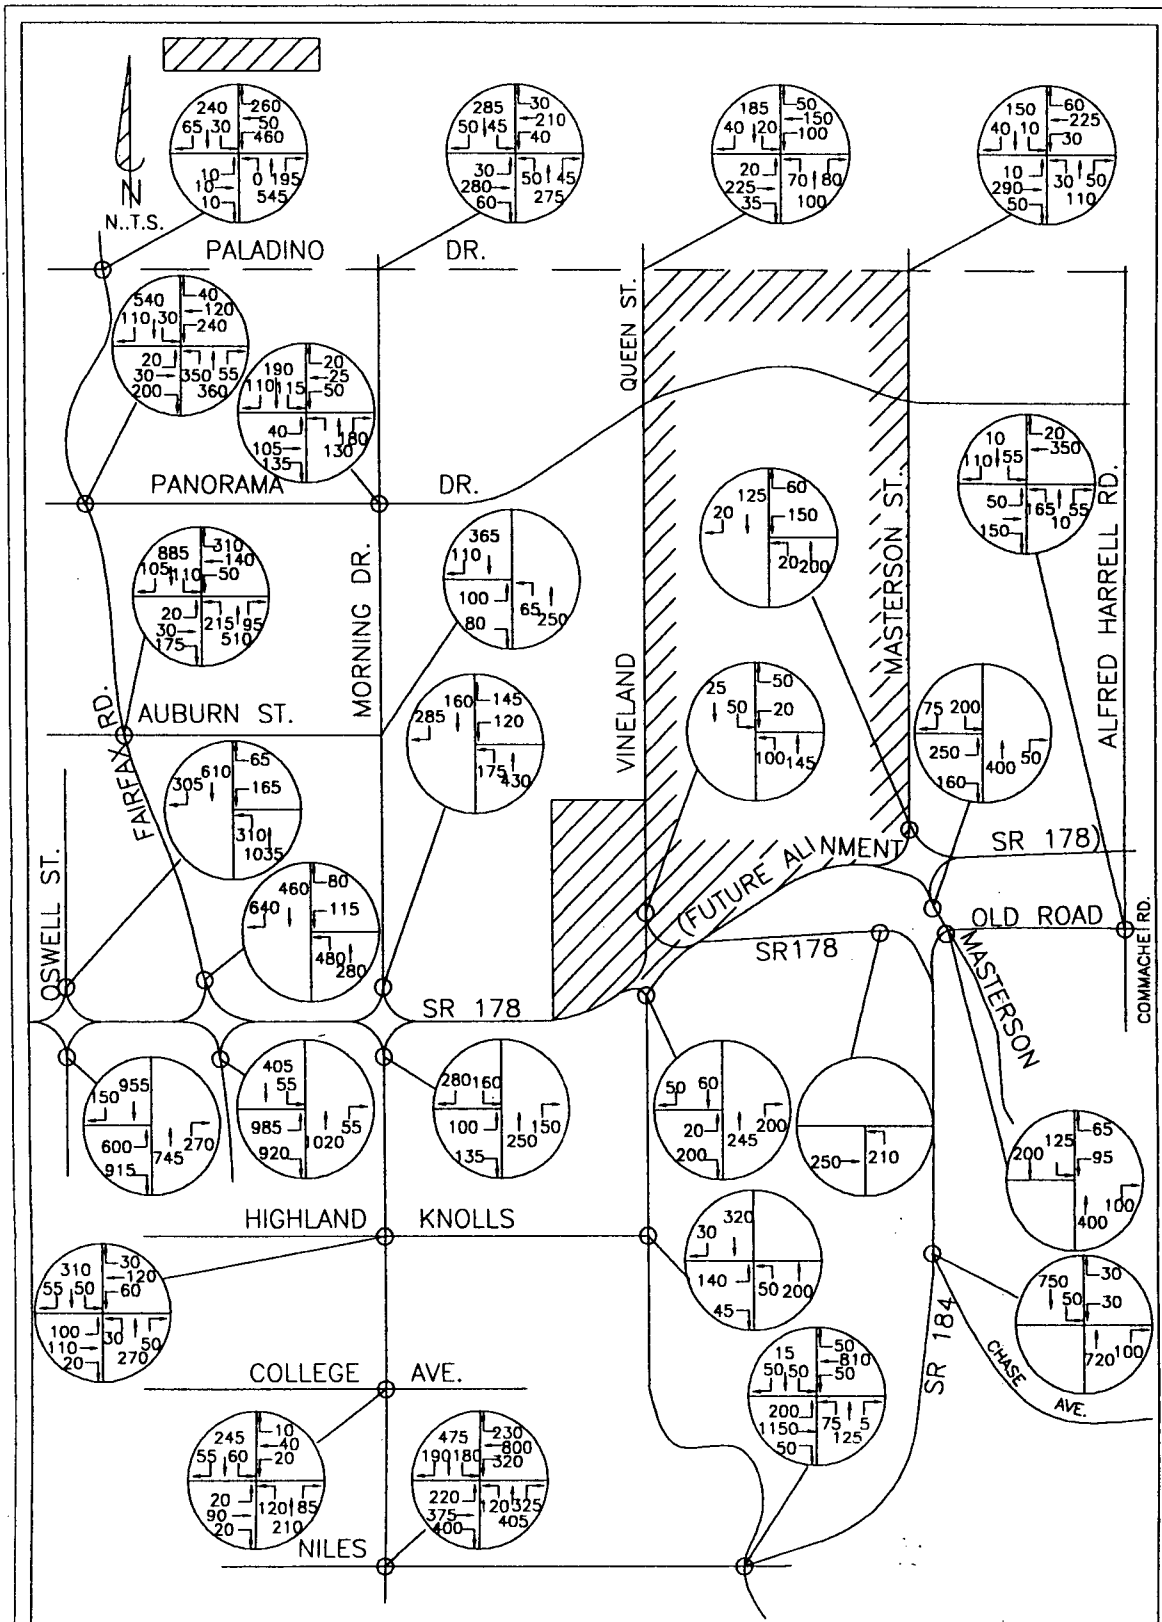 240 260
65 30 50
460
10 0 195
10 545
10
285 30
50 45 210
40
30 50 45
280 275
60
185 50
40 20 150
100
20 70 80
225 100
35
150 60
40 10 225
30
10 30 50
290 110
50
N
N..T.S.
PALADINO DR.
540 40
110 30 120
240
20 350 55
30 360
200
190 20
110 115 25
50
40 180
105 130
135
QUEEN ST.
PANORAMA DR.
10 20
110 55 350
50 165 55
150 10
125 60
20 150
20 200
MASTERSON ST.
ALFRED HARRELL RD.
885 310
105 110 140
50
20 215 95
30 510
175
MORNING DR.
365
110
100 65 250
80
AUBURN ST.
FAIRFAX RD.
VINELAND
160 145
285 120
175 430
25 50
50 20
100 145
75 200
250 400 50
160
610 65
305 165
310 1035
OSWELL ST.
460 80
640 115
480 280
(FUTURE ALINMENT SR 178)
OLD ROAD
SR178
MASTERSON
COMMACHE RD.
SR 178
955
150
600 745 270
915
405
55
985 1020 55
920
280 160
100 250 150
135
50 60
20 245 200
200
250 210
125 65
200 95
400 100
HIGHLAND KNOLLS
320
30
140 50 200
45
310 30
55 50 120
60
100 30 50
110 270
20
750 30
50 30
720 100
SR 184
CHASE AVE.
COLLEGE AVE.
15 50
50 50 810
50
200 75 5
1150 125
50
245 10
55 60 40
20
20 120 85
90 210
20
475 230
190 180 800
320
220 120 325
375 405
400
NILES